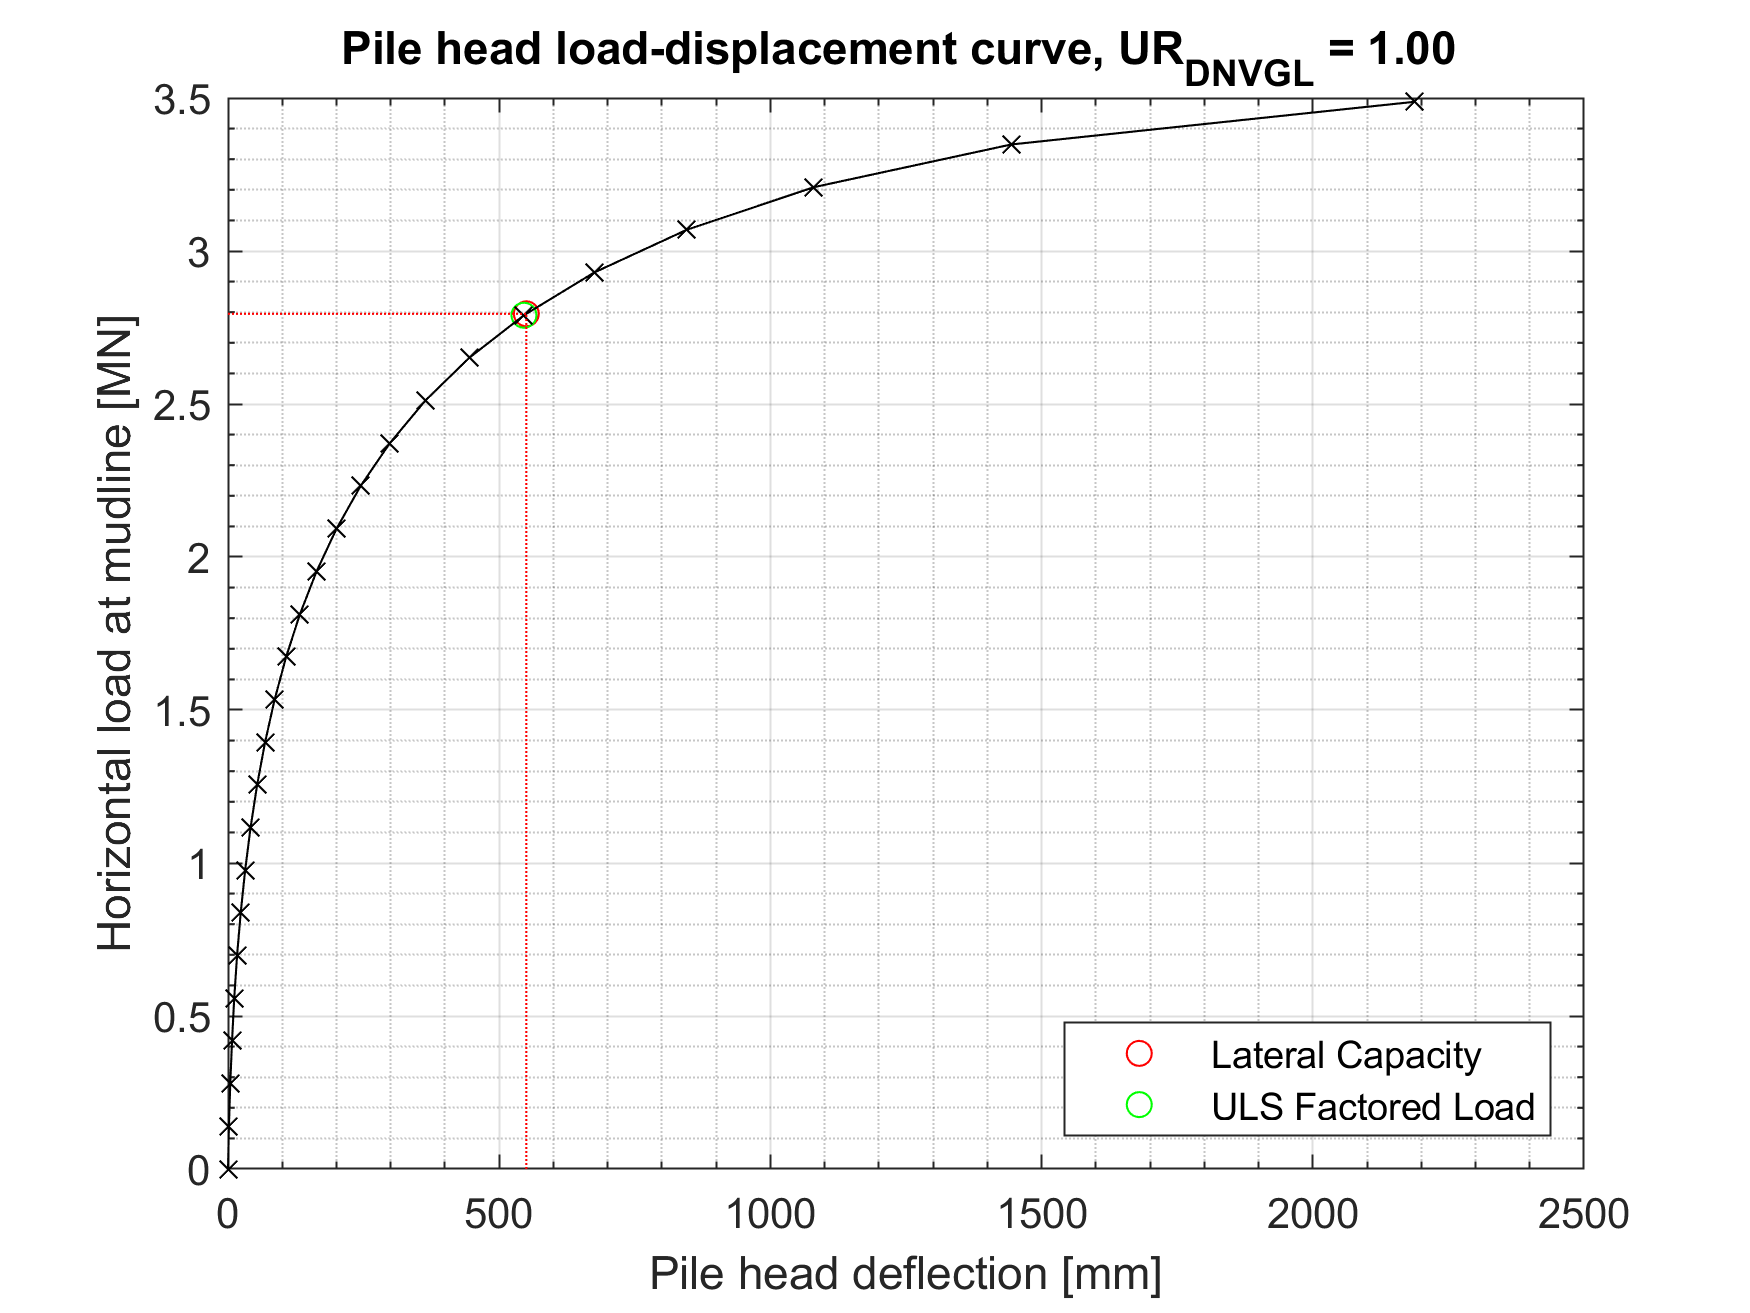 Pile head load-displacement curve, UR_DNVGL = 1.00
3.5
3
2.5
2
1.5
1
0.5
0
Horizontal load at mudline [MN]
Lateral Capacity
ULS Factored Load
0 500 1000 1500 2000 2500
Pile head deflection [mm]